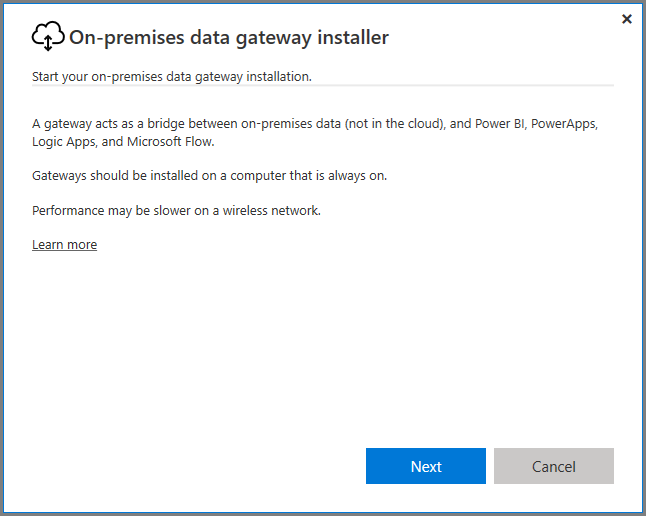 On-premises data gateway installer
Start your on-premises data gateway installation.
A gateway acts as a bridge between on-premises data (not in the cloud), and Power BI, PowerApps,
Logic Apps, and Microsoft Flow.
Gateways should be installed on a computer that is always on.
Performance may be slower on a wireless network.
Learn more
Next
Cancel